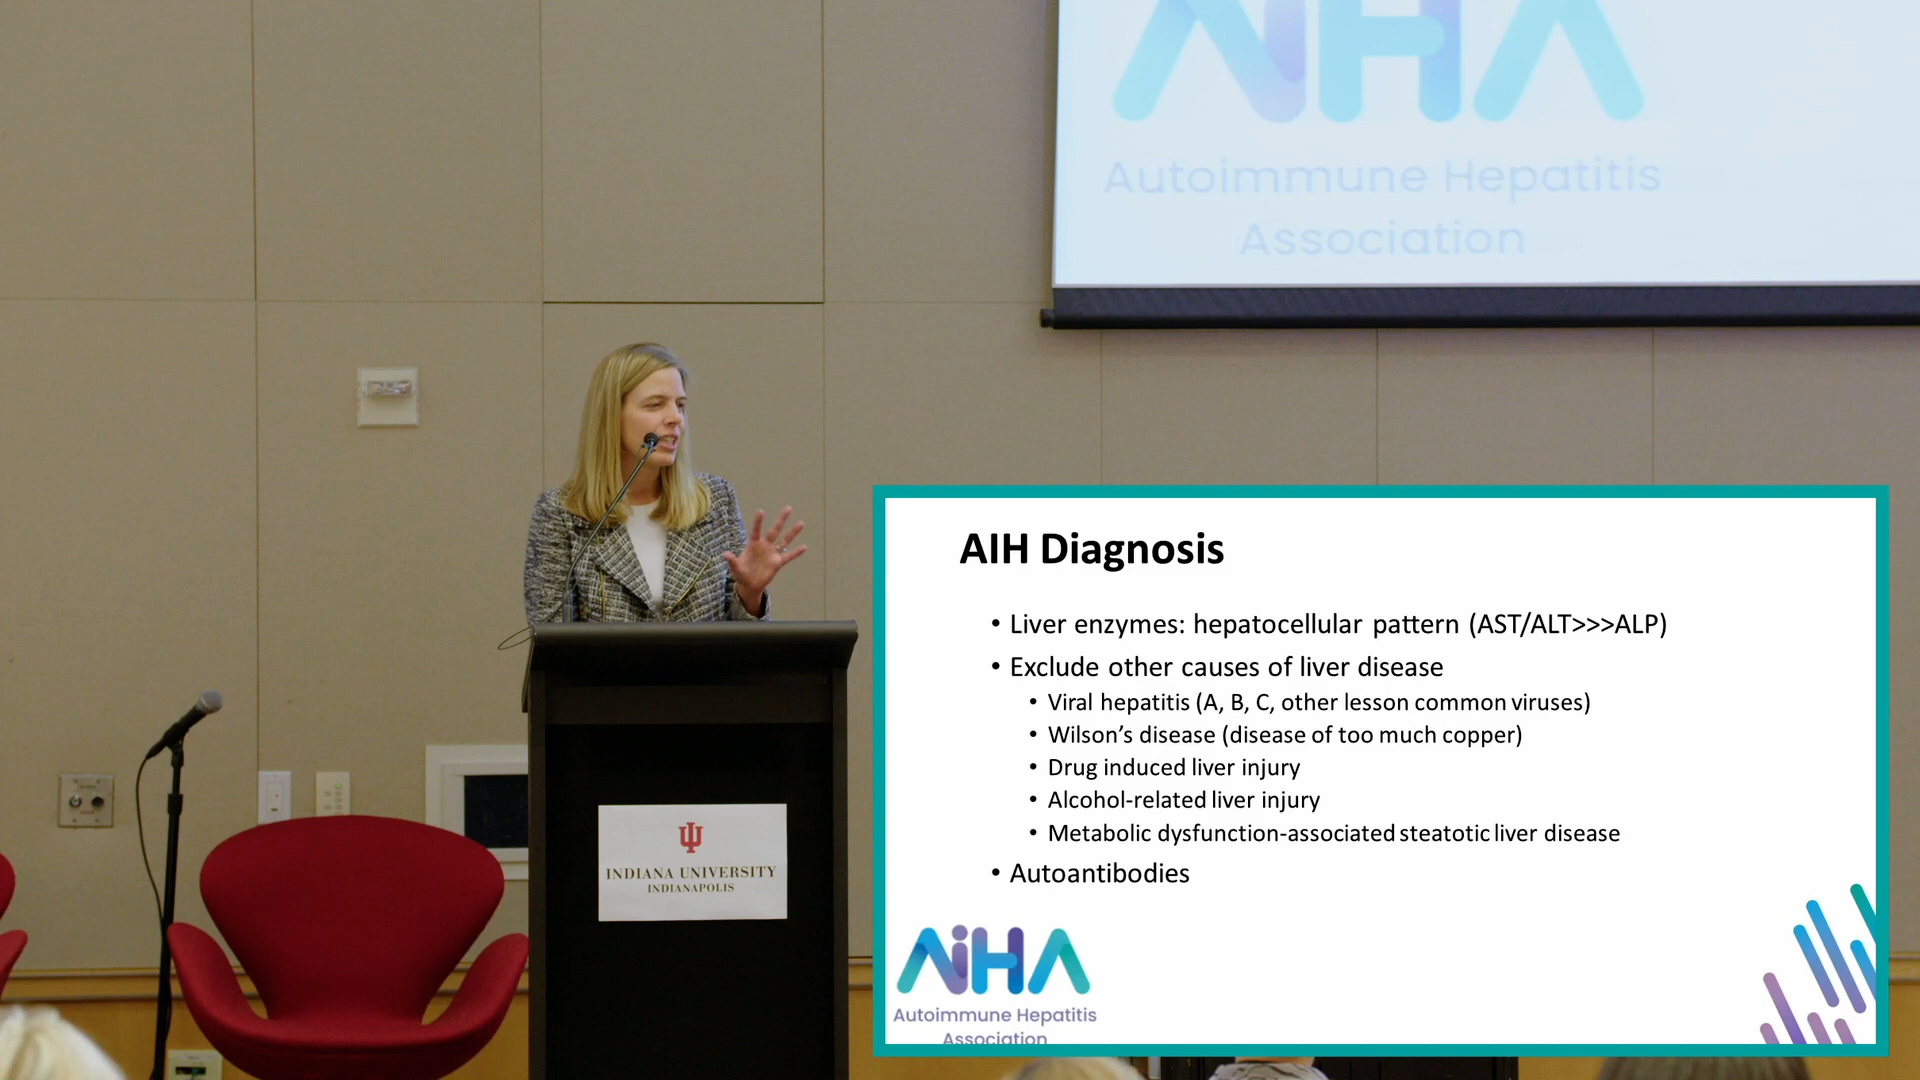 AiHA
Autoimmune Hepatitis
Association
INDIANA UNIVERSITY
INDIANAPOLIS
AIH Diagnosis
• Liver enzymes: hepatocellular pattern (AST/ALT>>>ALP)
• Exclude other causes of liver disease
• Viral hepatitis (A, B, C, other lesson common viruses)
• Wilson's disease (disease of too much copper)
• Drug induced liver injury
• Alcohol-related liver injury
• Metabolic dysfunction-associated steatotic liver disease
• Autoantibodies
AiHA
Autoimmune Hepatitis
Association